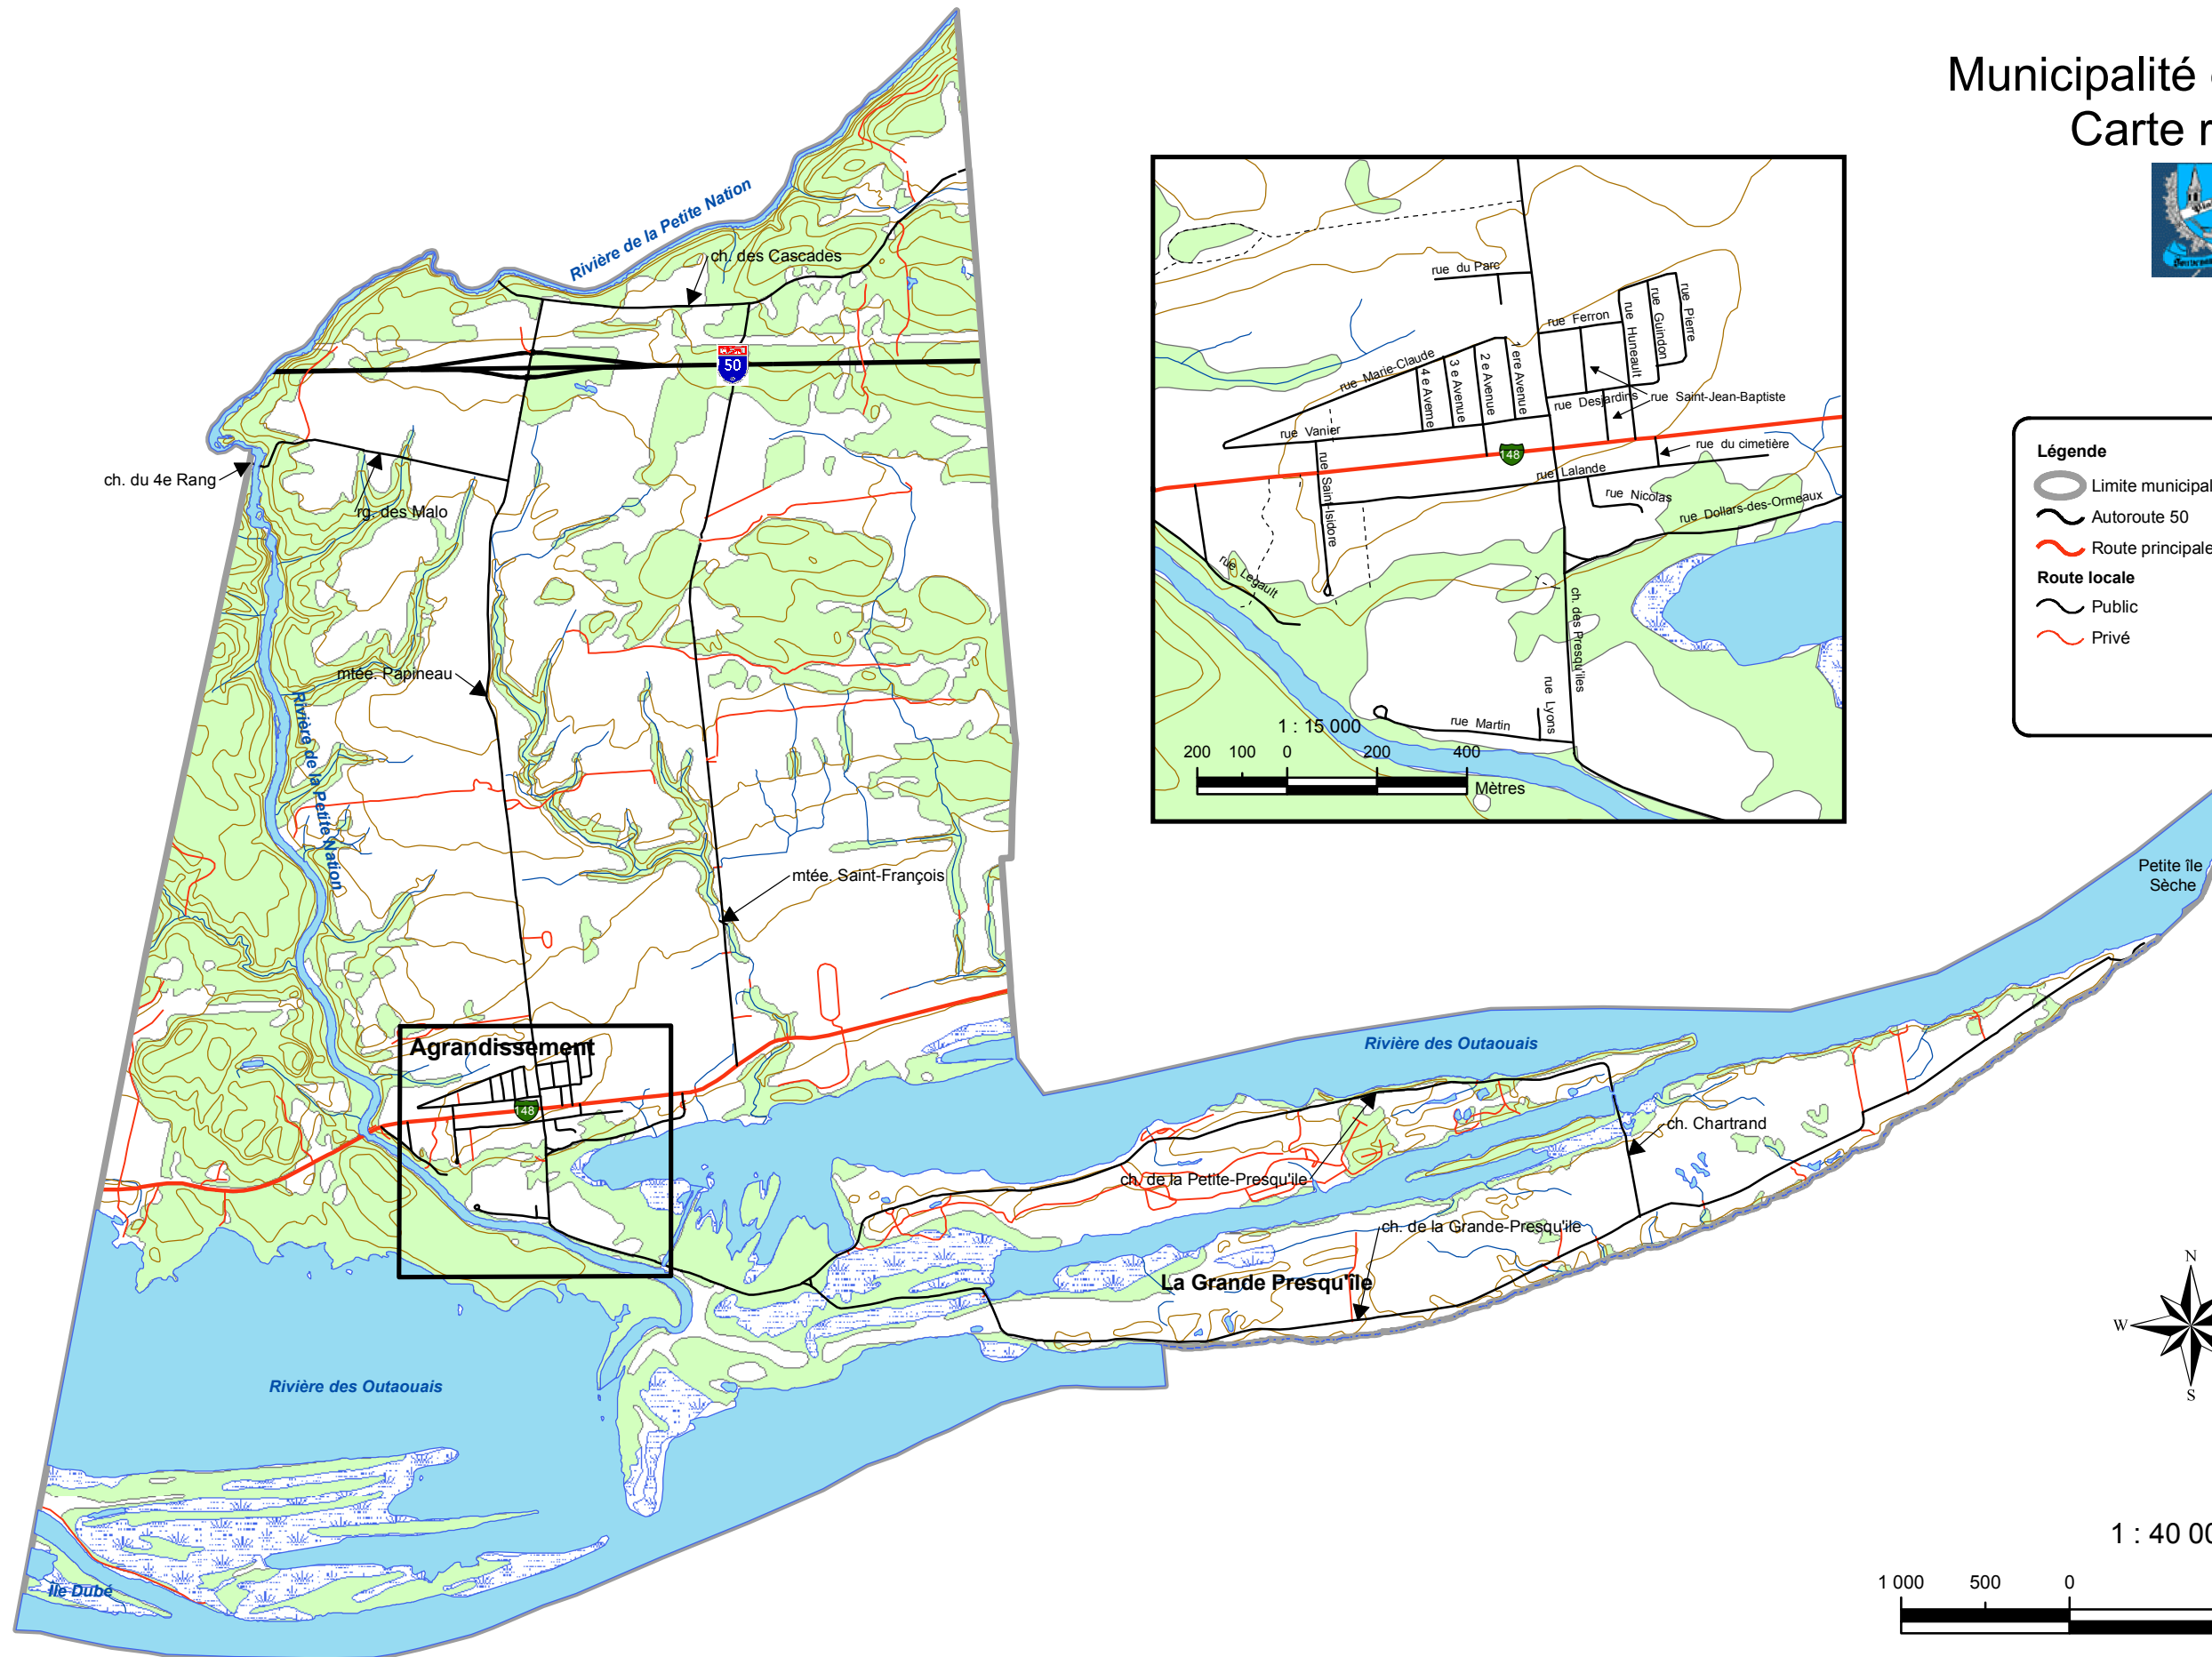 Municipalité
Carte r
Rivière de la Petite Nation
ch. des Cascades
50
ch. du 4e Rang
rg. des Malo
mtée. Papineau
Rivière de la Petite Nation
mtée. Saint-François
Agrandissement
148
rue du Parc
rue Ferron
rue Huneault
rue Guindon
rue Pierre
rue Marie-Claude
4 e Avenue
3 e Avenue
2 e Avenue
1 ere Avenue
rue Desjardins
rue Saint-Jean-Baptiste
rue Vanier
148
rue du cimetière
rue Lalande
rue Saint-Isidore
rue Nicolas
rue Dollars-des-Ormeaux
rue Legault
ch. des Presqu'iles
rue Lyons
rue Martin
1 : 15 000
200 100 0 200 400
Mètres
Légende
Limite municipal
Autoroute 50
Route principale
Route locale
Public
Privé
Petite île
Sèche
Rivière des Outaouais
ch. Chartrand
ch. de la Petite-Presqu'ile
ch. de la Grande-Presqu'ile
La Grande Presqu'île
Rivière des Outaouais
Ile Dubé
N
W
S
1 : 40 00
1 000 500 0